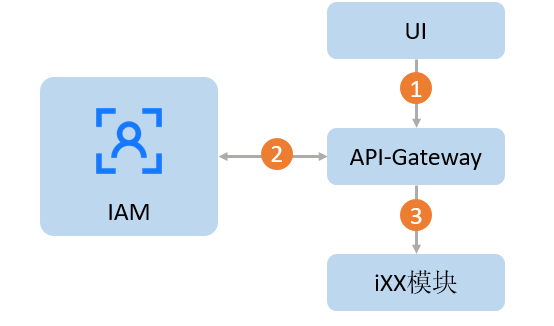 UI
1
IAM
2
API-Gateway
3
iXX模块